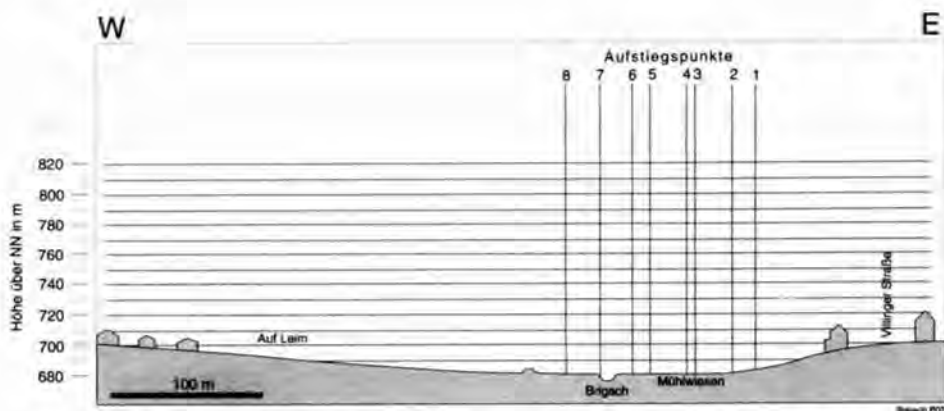 W E
Aufstiegspunkte
8 7 6 5 4 3 2 1
Höhe über NN in m
820
800
780
760
740
720
700
680
Auf Leim
Villinger Straße
100 m
Brigach
Mühlwiesen